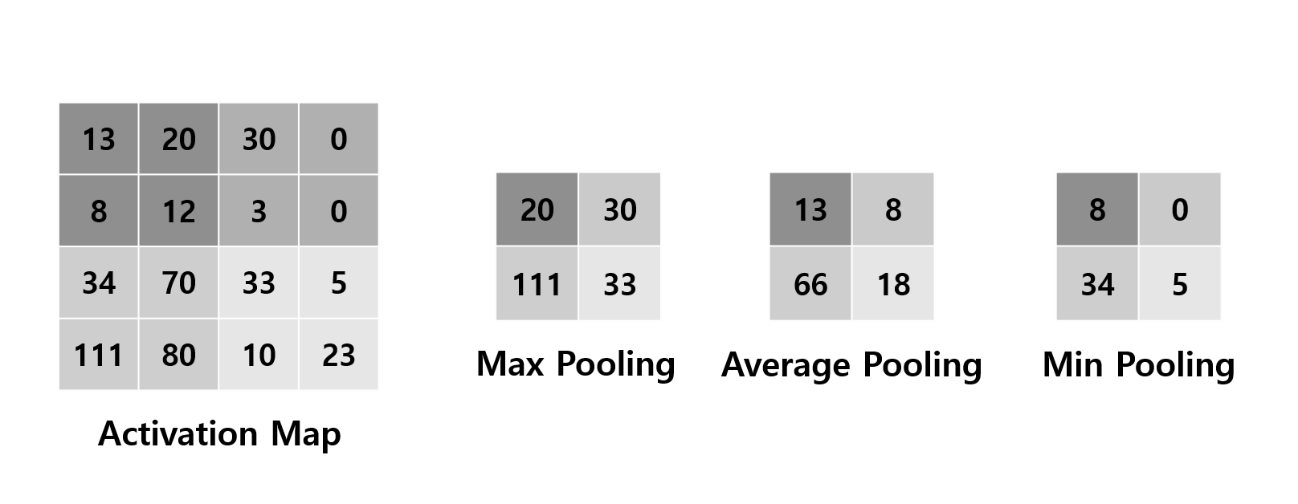 13 20 30 0
8 12 3 0
34 70 33 5
111 80 10 23
Activation Map
20 30
111 33
Max Pooling
13 8
66 18
Average Pooling
8 0
34 5
Min Pooling